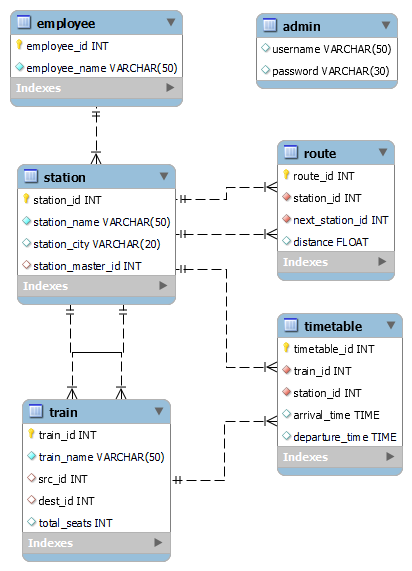 employee
employee_id INT
employee_name VARCHAR(50)
Indexes
admin
username VARCHAR(50)
password VARCHAR(30)
station
station_id INT
station_name VARCHAR(50)
station_city VARCHAR(20)
station_master_id INT
Indexes
route
route_id INT
station_id INT
next_station_id INT
distance FLOAT
Indexes
timetable
timetable_id INT
train_id INT
station_id INT
arrival_time TIME
departure_time TIME
Indexes
train
train_id INT
train_name VARCHAR(50)
src_id INT
dest_id INT
total_seats INT
Indexes